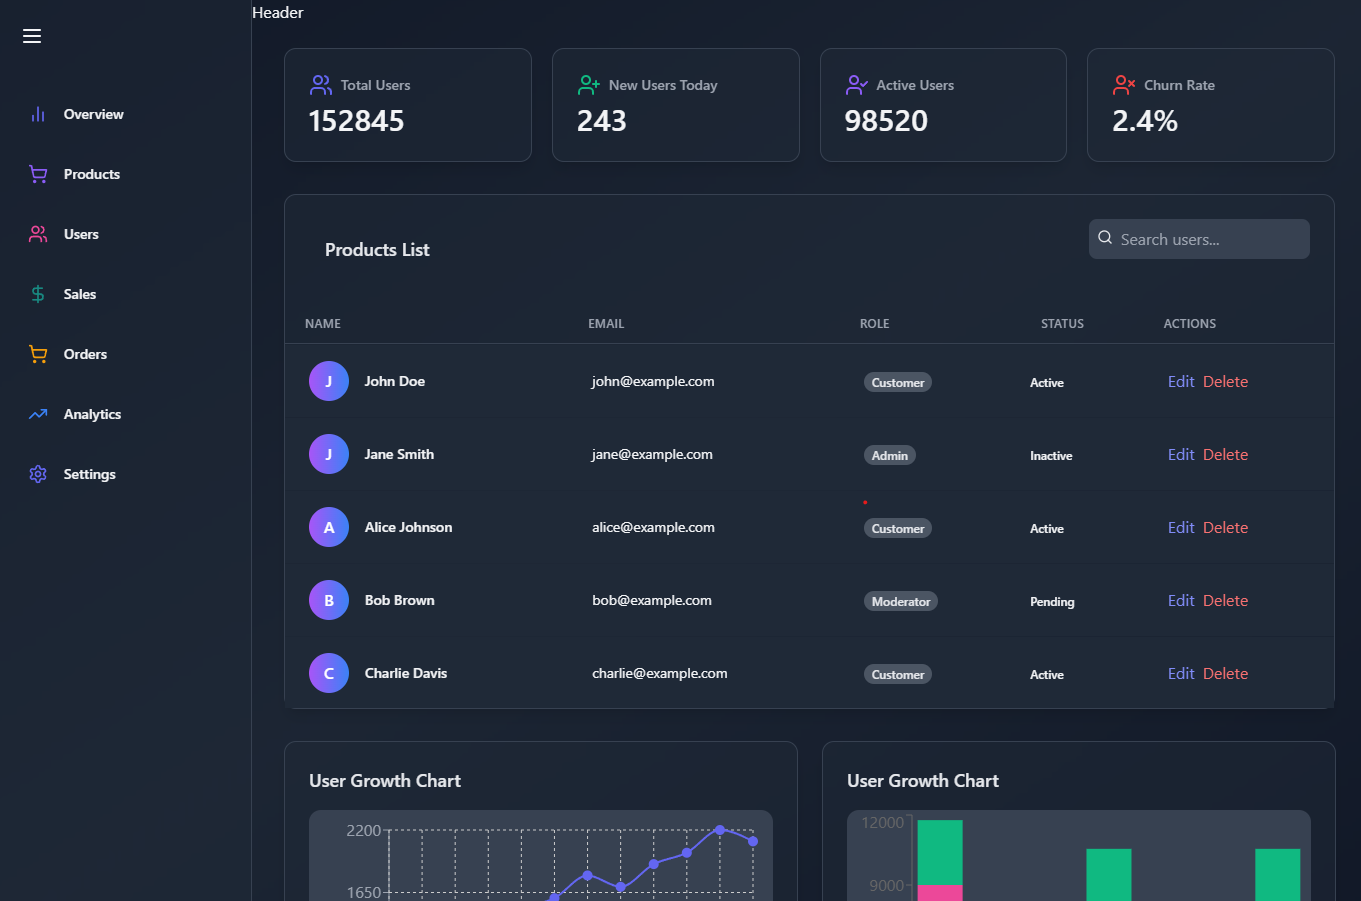 Header
Overview
Products
Users
Sales
Orders
Analytics
Settings
Total Users
152845
New Users Today
243
Active Users
98520
Churn Rate
2.4%
Products List
Search users...
NAME EMAIL ROLE STATUS ACTIONS
J John Doe john@example.com Customer Active Edit Delete
J Jane Smith jane@example.com Admin Inactive Edit Delete
A Alice Johnson alice@example.com Customer Active Edit Delete
B Bob Brown bob@example.com Moderator Pending Edit Delete
C Charlie Davis charlie@example.com Customer Active Edit Delete
User Growth Chart
2200
1650
User Growth Chart
12000
9000